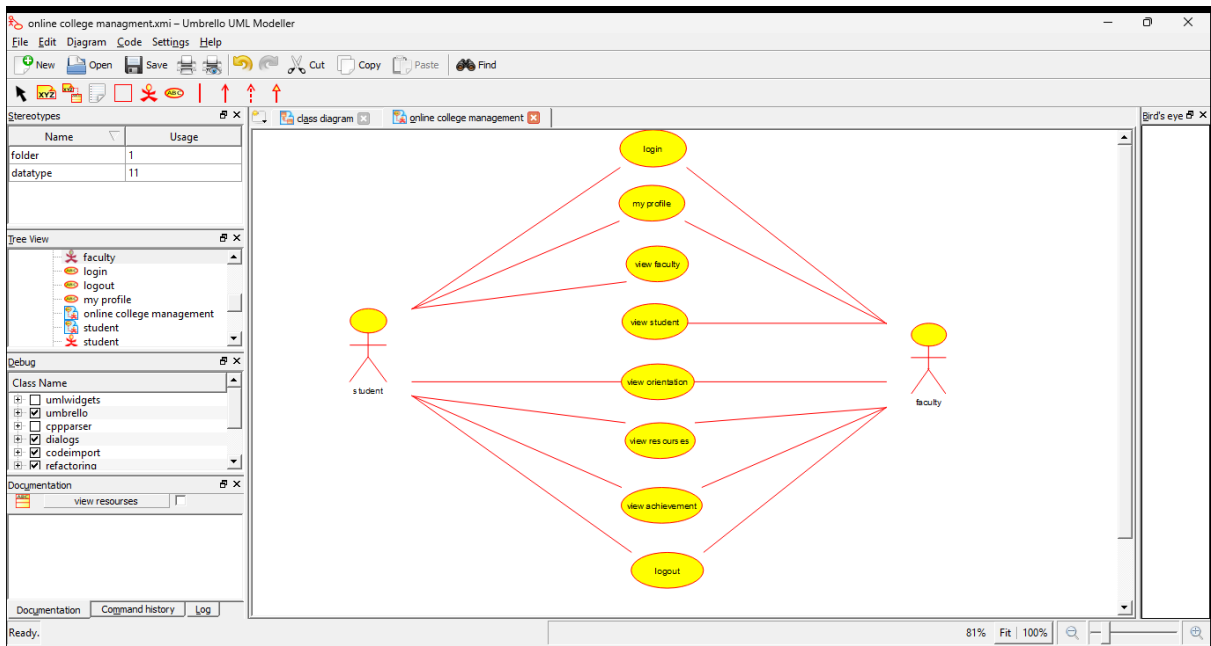 online college managment.xmi – Umbrello UML Modeller
File Edit Diagram Code Settings Help
New Open Save Cut Copy Paste Find
XYZ ABC
Stereotypes
Name Usage
folder 1
datatype 11
Tree View
faculty
login
logout
my profile
online college management
student
student
Debug
Class Name
umlwidgets
umbrello
cppparser
dialogs
codeimport
refactoring
Documentation
view resourses
Documentation Command history Log
Ready.
class diagram online college management
login
my profile
view faculty
view student
view orientation
view resourses
view achievement
logout
student
faculty
Bird's eye
81% Fit 100%